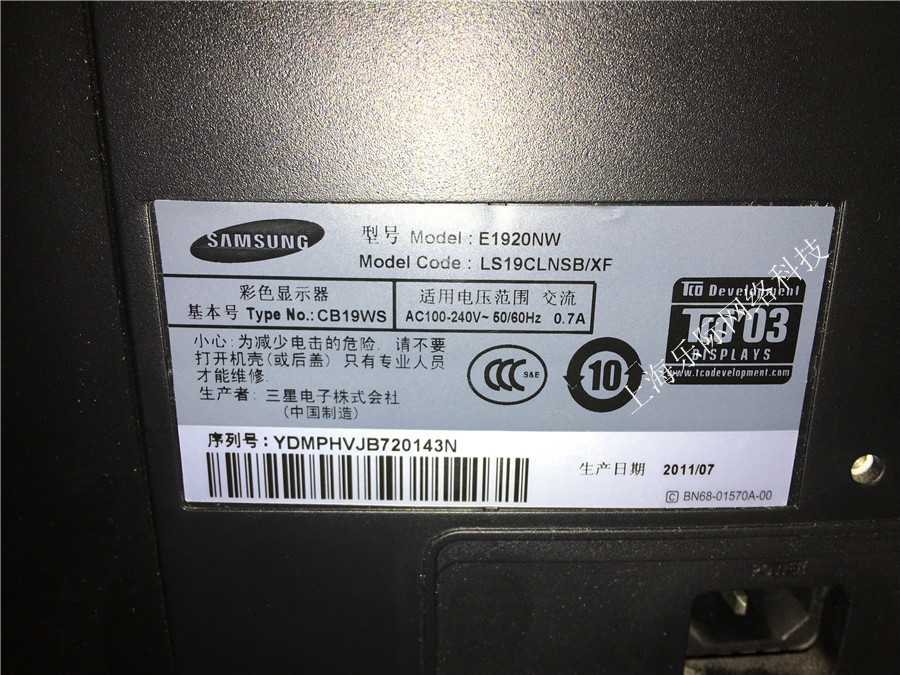 SAMSUNG
型号 Model : E1920NW
Model Code : LS19CLNSB/XF
彩色显示器
基本号 Type No.:CB19WS
适用电压范围 交流
AC100-240V~ 50/60Hz 0.7A
小心:为减少电击的危险, 请不要
打开机壳(或后盖) 只有专业人员
才能维修.
生产者: 三星电子株式会社
(中国制造)
CCC S&E
10
TCO Development
TCO'03
DISPLAYS
www.tcodevelopment.com
序列号:YDMPHVJB720143N
生产日期 2011/07
C BN68-01570A-00
POWER
上海乐际网络科技